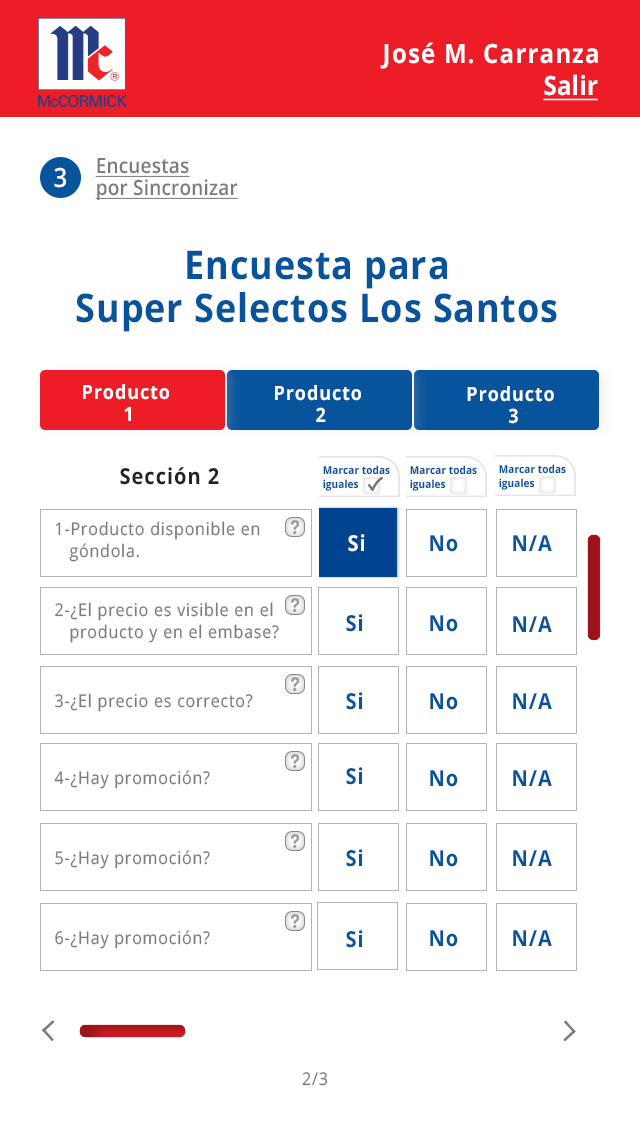 Mc
®
McCORMICK
José M. Carranza
Salir
3
Encuestas
por Sincronizar
Encuesta para
Super Selectos Los Santos
Producto
1
Producto
2
Producto
3
Sección 2
Marcar todas
iguales
Marcar todas
iguales
Marcar todas
iguales
1-Producto disponible en
góndola.
?
Si
No
N/A
2-¿El precio es visible en el
producto y en el embase?
?
Si
No
N/A
3-¿El precio es correcto?
?
Si
No
N/A
4-¿Hay promoción?
?
Si
No
N/A
5-¿Hay promoción?
?
Si
No
N/A
6-¿Hay promoción?
?
Si
No
N/A
2/3